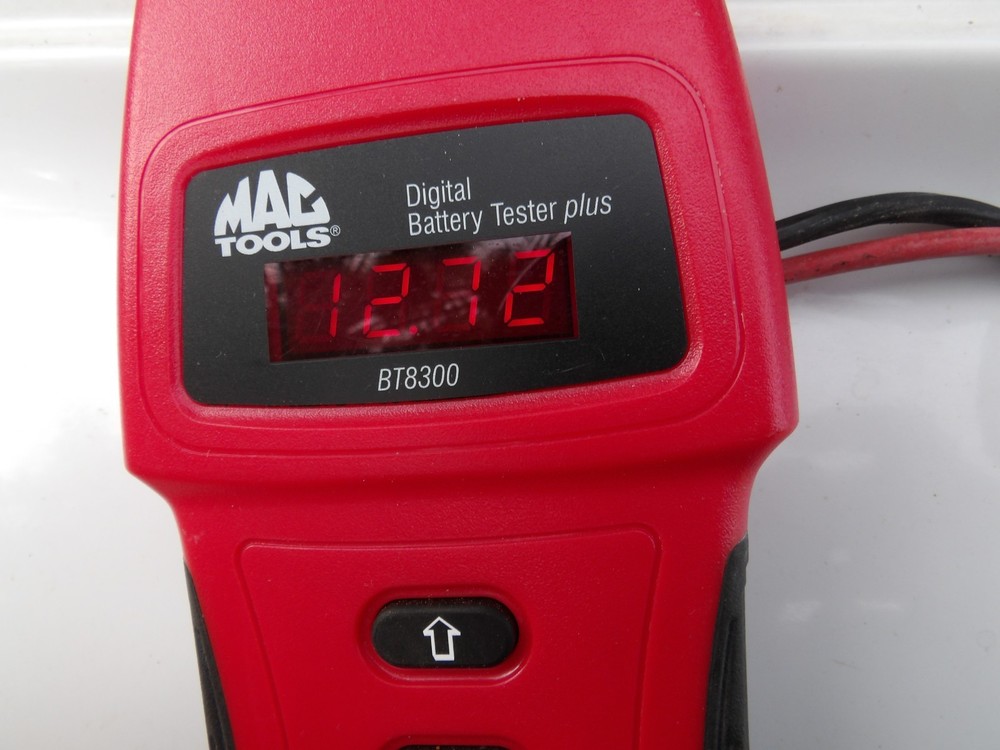 MAC
TOOLS®
Digital
Battery Tester plus
12.72
BT8300